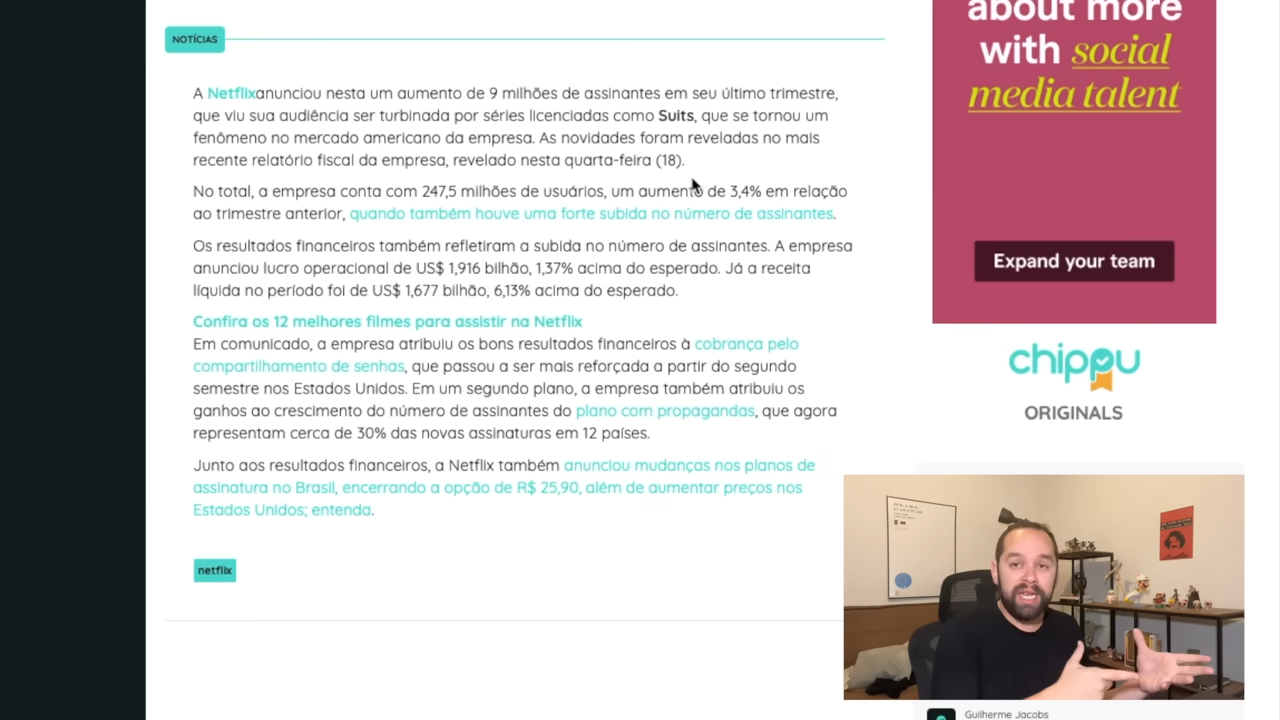 NOTÍCIAS
A Netflixanunciou nesta um aumento de 9 milhões de assinantes em seu último trimestre,
que viu sua audiência ser turbinada por séries licenciadas como Suits, que se tornou um
fenômeno no mercado americano da empresa. As novidades foram reveladas no mais
recente relatório fiscal da empresa, revelado nesta quarta-feira (18).
No total, a empresa conta com 247,5 milhões de usuários, um aumento de 3,4% em relação
ao trimestre anterior, quando também houve uma forte subida no número de assinantes.
Os resultados financeiros também refletiram a subida no número de assinantes. A empresa
anunciou lucro operacional de US$ 1,916 bilhão, 1,37% acima do esperado. Já a receita
líquida no período foi de US$ 1,677 bilhão, 6,13% acima do esperado.
Confira os 12 melhores filmes para assistir na Netflix
Em comunicado, a empresa atribuiu os bons resultados financeiros à cobrança pelo
compartilhamento de senhas, que passou a ser mais reforçada a partir do segundo
semestre nos Estados Unidos. Em um segundo plano, a empresa também atribuiu os
ganhos ao crescimento do número de assinantes do plano com propagandas, que agora
representam cerca de 30% das novas assinaturas em 12 países.
Junto aos resultados financeiros, a Netflix também anunciou mudanças nos planos de
assinatura no Brasil, encerrando a opção de R$ 25,90, além de aumentar preços nos
Estados Unidos; entenda.
netflix
about more
with social
media talent
Expand your team
chippu
ORIGINALS
Guilherme Jacobs